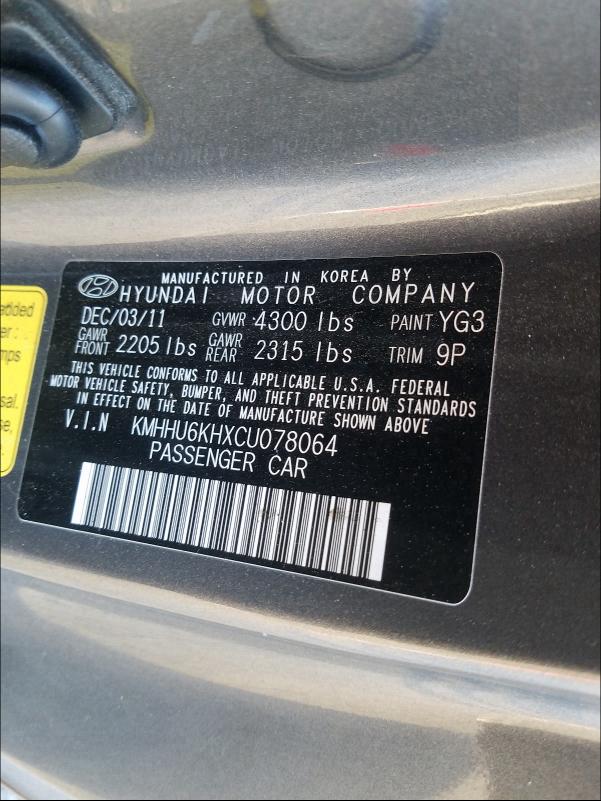 MANUFACTURED IN KOREA BY
HYUNDAI MOTOR COMPANY
DEC/03/11 GVWR 4300 lbs PAINT YG3
GAWR FRONT 2205 lbs GAWR REAR 2315 lbs TRIM 9P
THIS VEHICLE CONFORMS TO ALL APPLICABLE U.S.A. FEDERAL
MOTOR VEHICLE SAFETY, BUMPER, AND THEFT PREVENTION STANDARDS
IN EFFECT ON THE DATE OF MANUFACTURE SHOWN ABOVE
V.I.N KMHHU6KHXCU078064
PASSENGER CAR